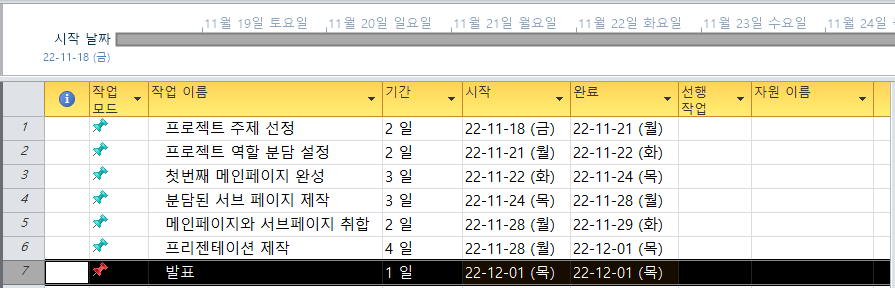 11월 19일 토요일 11월 20일 일요일 11월 21일 월요일 11월 22일 화요일 11월 23일 수요일 11월 24일
시작 날짜
22-11-18 (금)
작업 모드 작업 이름 기간 시작 완료 선행 작업 자원 이름
1 프로젝트 주제 선정 2 일 22-11-18 (금) 22-11-21 (월)
2 프로젝트 역할 분담 설정 2 일 22-11-21 (월) 22-11-22 (화)
3 첫번째 메인페이지 완성 3 일 22-11-22 (화) 22-11-24 (목)
4 분담된 서브 페이지 제작 3 일 22-11-24 (목) 22-11-28 (월)
5 메인페이지와 서브페이지 취합 2 일 22-11-28 (월) 22-11-29 (화)
6 프리젠테이션 제작 4 일 22-11-28 (월) 22-12-01 (목)
7 발표 1 일 22-12-01 (목) 22-12-01 (목)